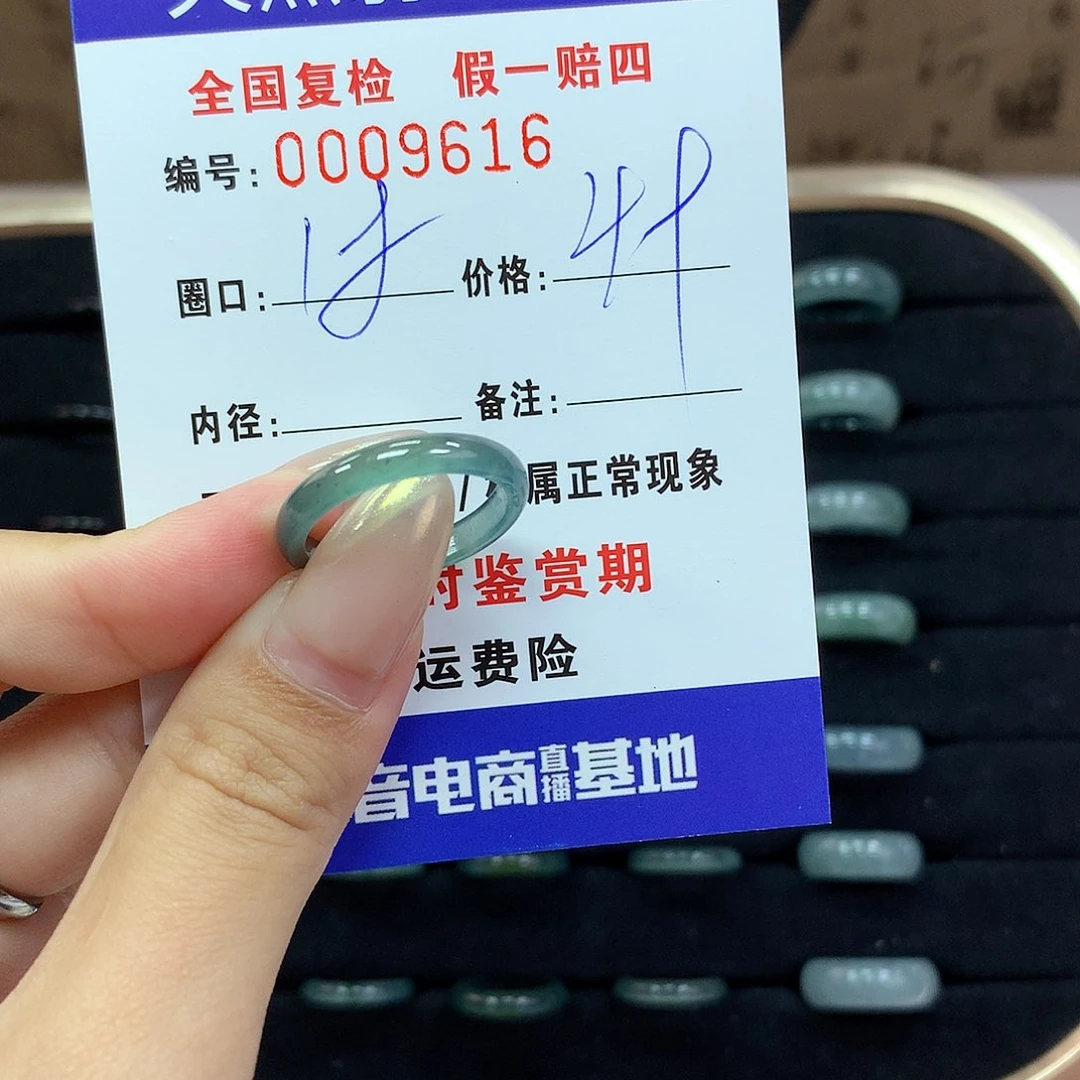 全国复检 假一赔四
编号:0009616
圈口: 价格:
内径: 备注:
属正常现象
鉴赏期
运费险
音电商直播基地